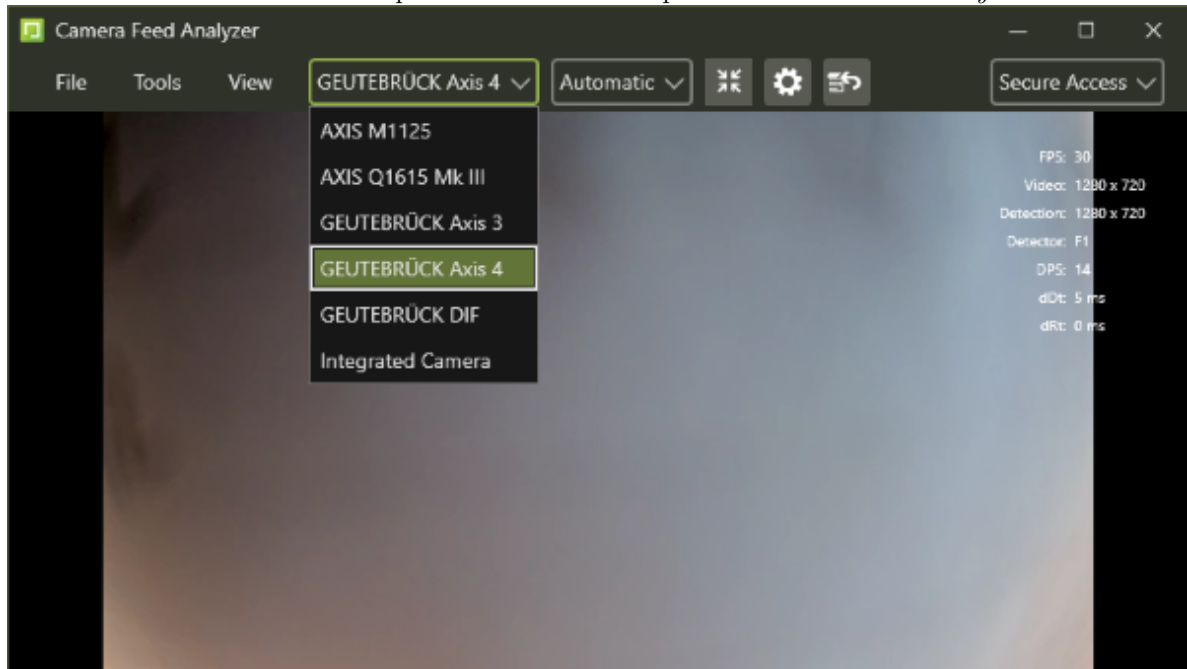 Camera Feed Analyzer
File Tools View GEUTEBRÜCK Axis 4 Automatic Secure Access
AXIS M1125
AXIS Q1615 Mk III
GEUTEBRÜCK Axis 3
GEUTEBRÜCK Axis 4
GEUTEBRÜCK DIF
Integrated Camera
FPS: 30
Video: 1280 x 720
Detection: 1280 x 720
Detector: F1
DPS: 14
dDt: 5 ms
dRt: 0 ms